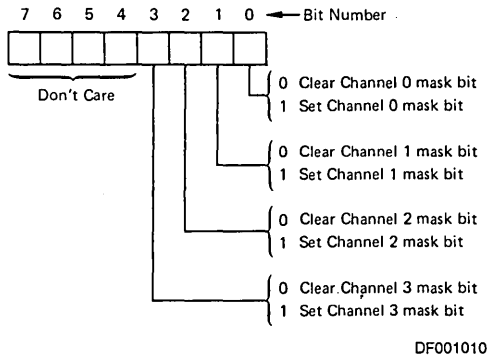 7 6 5 4 3 2 1 0 Bit Number
Don't Care
0 Clear Channel 0 mask bit
1 Set Channel 0 mask bit
0 Clear Channel 1 mask bit
1 Set Channel 1 mask bit
0 Clear Channel 2 mask bit
1 Set Channel 2 mask bit
0 Clear Channel 3 mask bit
1 Set Channel 3 mask bit
DF001010